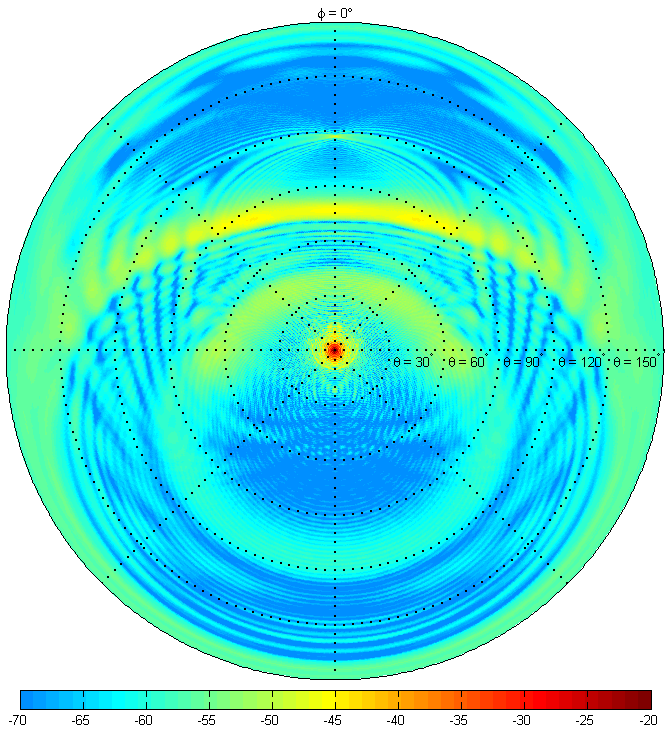 ϕ = 0°
θ = 30° θ = 60° θ = 90° θ = 120° θ = 150°
-70 -65 -60 -55 -50 -45 -40 -35 -30 -25 -20